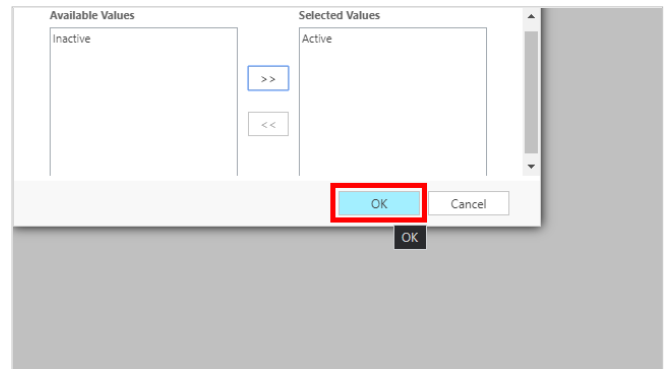 Available Values
Selected Values
Inactive
Active
>>
<<
OK
Cancel
OK